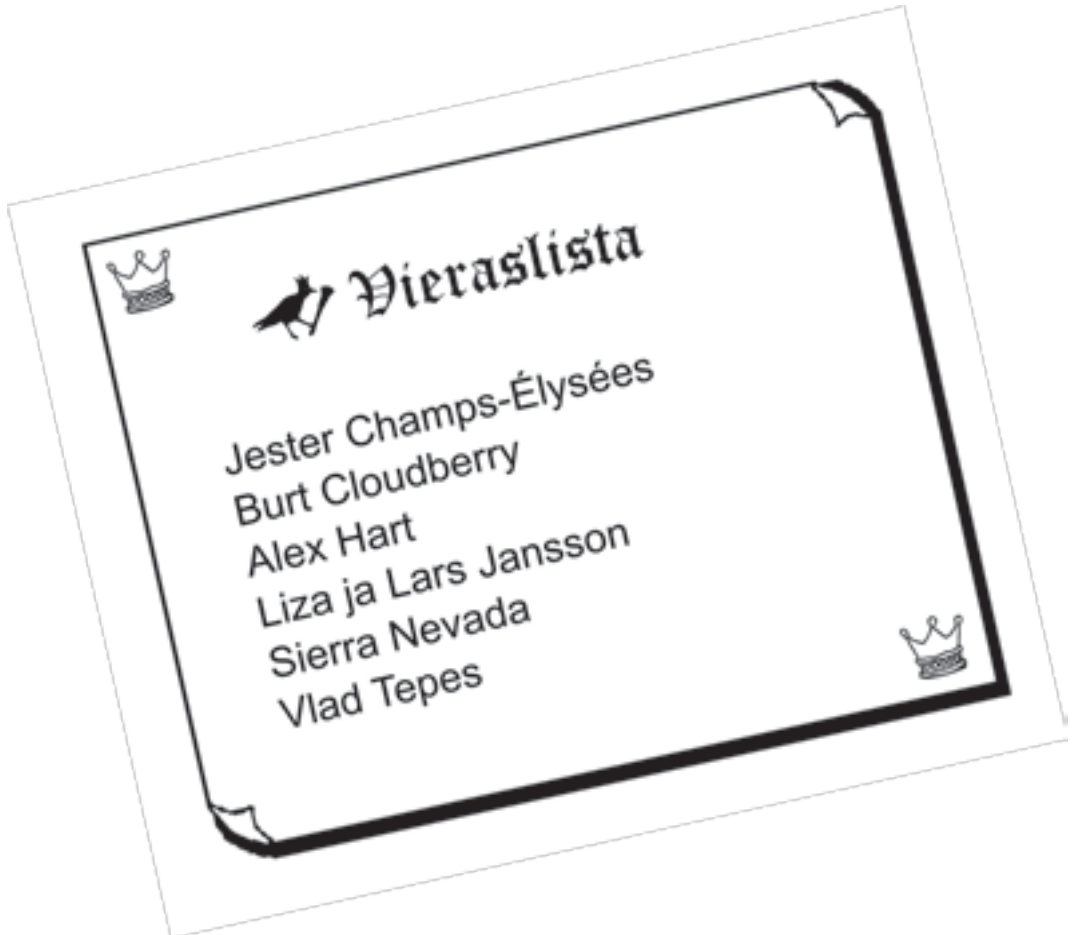 Vieraslista
Jester Champs-Élysées
Burt Cloudberry
Alex Hart
Liza ja Lars Jansson
Sierra Nevada
Vlad Tepes